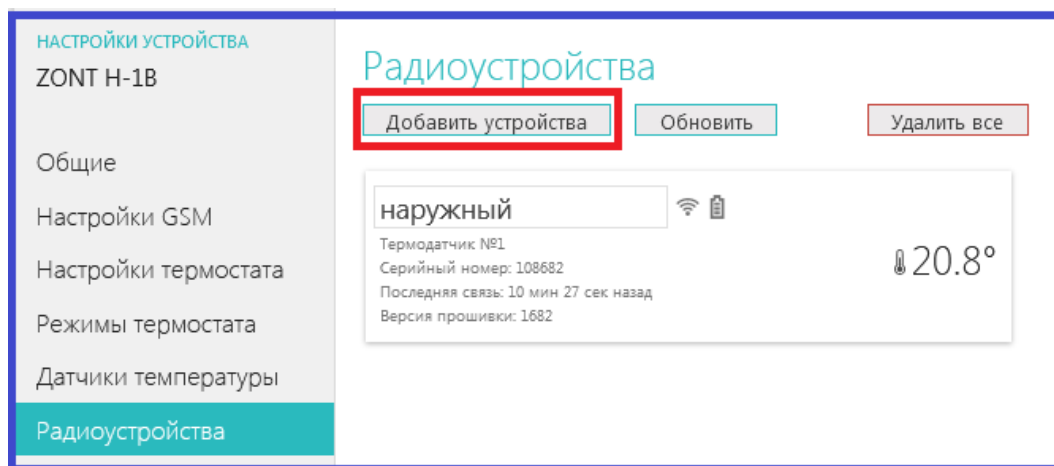 НАСТРОЙКИ УСТРОЙСТВА
ZONT H-1B
Общие
Настройки GSM
Настройки термостата
Режимы термостата
Датчики температуры
Радиоустройства
Радиоустройства
Добавить устройства
Обновить
Удалить все
наружный
Термодатчик №1
Серийный номер: 108682
Последняя связь: 10 мин 27 сек назад
Версия прошивки: 1682
20.8°